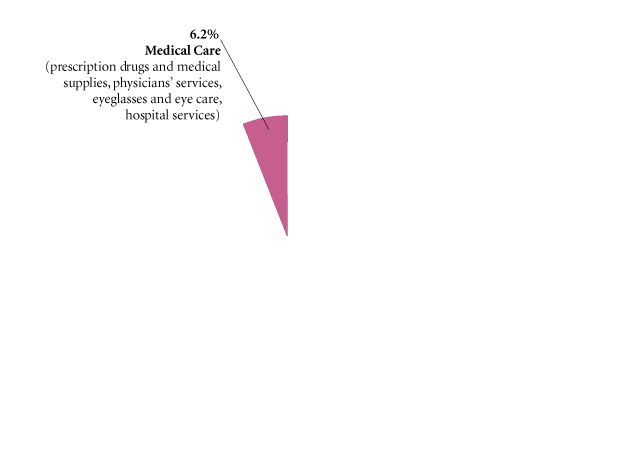 6.2%
Medical Care
(prescription drugs and medical
supplies, physicians’ services,
eyeglasses and eye care,
hospital services)